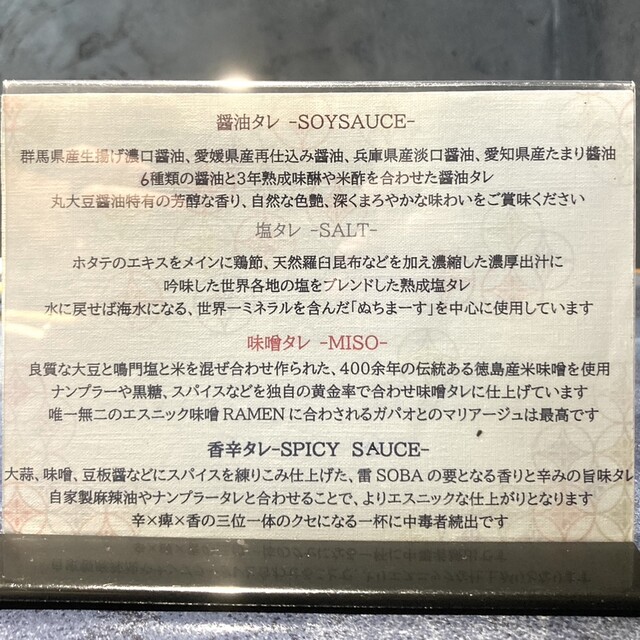 醤油タレ -SOYSAUCE-
群馬県産生揚げ濃口醤油、愛媛県産再仕込み醤油、兵庫県産淡口醤油、愛知県産たまり醤油
6種類の醤油と3年熟成味醂や米酢を合わせた醤油タレ
丸大豆醤油特有の芳醇な香り、自然な色艶、深くまろやかな味わいをご賞味ください
塩タレ -SALT-
ホタテのエキスをメインに鶏節、天然羅臼昆布などを加え濃縮した濃厚出汁に
吟味した世界各地の塩をブレンドした熟成塩タレ
水に戻せば海水になる、世界一ミネラルを含んだ「ぬちまーす」を中心に使用しています
味噌タレ -MISO-
良質な大豆と鳴門塩と米を混ぜ合わせ作られた、400余年の伝統ある徳島産米味噌を使用
ナンプラーや黒糖、スパイスなどを独自の黄金率で合わせ味噌タレに仕上げています
唯一無二のエスニック味噌RAMENに合わされるガパオとのマリアージュは最高です
香辛タレ-SPICY SAUCE-
大蒜、味噌、豆板醤などにスパイスを練りこみ仕上げた、雷SOBAの要となる香りと辛みの旨味タレ
自家製麻辣油やナンプラータレと合わせることで、よりエスニックな仕上がりとなります
辛×痺×香の三位一体のクセになる一杯に中毒者続出です